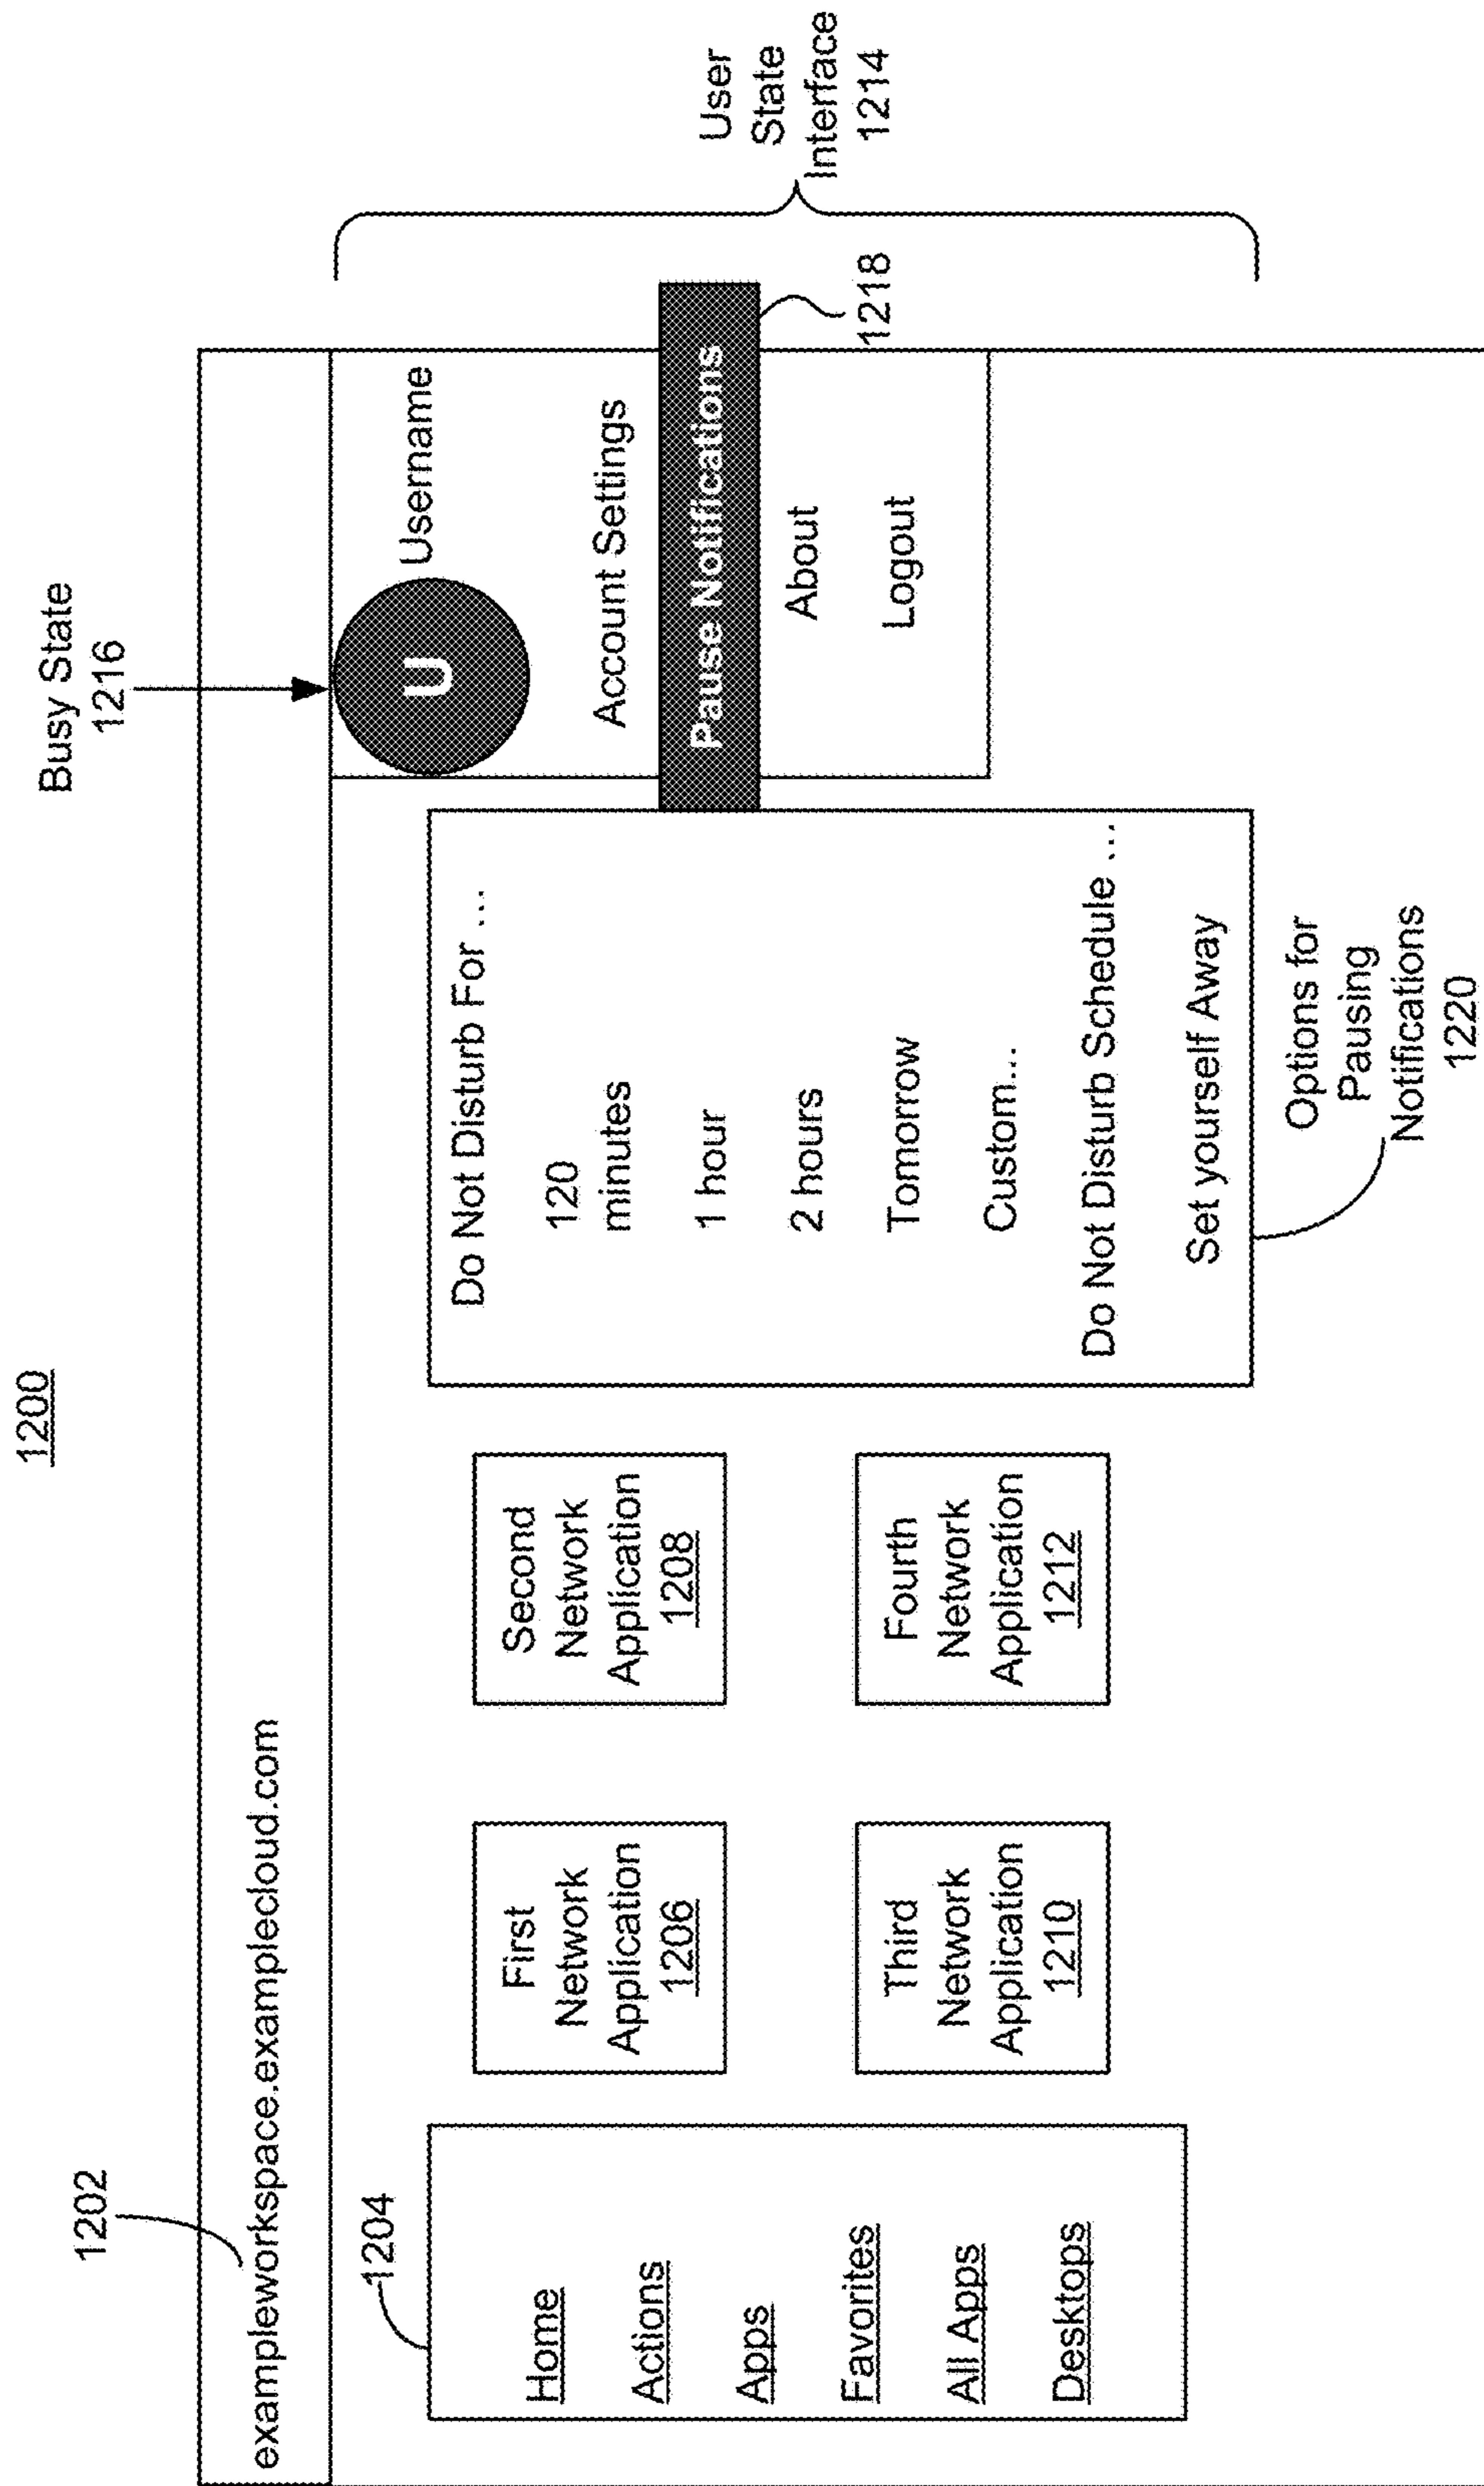 1200
1202
exampleworkspace.examplecloud.com
1204
Home
Actions
Apps
Favorites
All Apps
Desktops
First
Network
Application
1206
Second
Network
Application
1208
Third
Network
Application
1210
Fourth
Network
Application
1212
Do Not Disturb For ...
120
minutes
1 hour
2 hours
Tomorrow
Custom...
Do Not Disturb Schedule ...
Set yourself Away
Options for
Pausing
Notifications
1220
Busy State
1216
U
Username
Account Settings
Pause Notifications
About
Logout
1218
User
State
Interface
1214